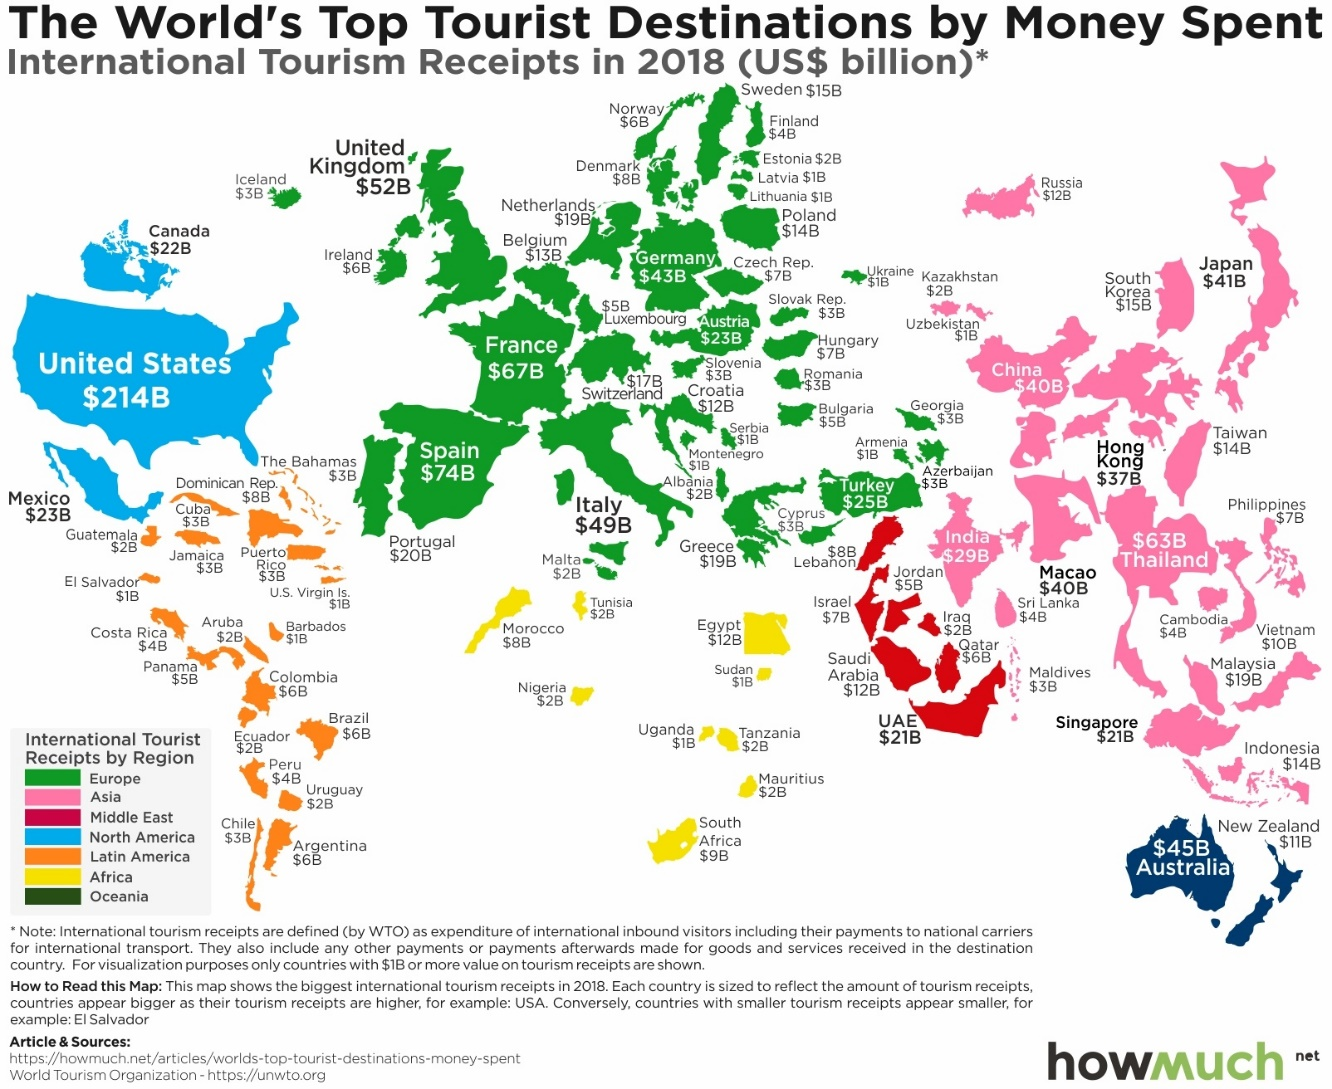 The World's Top Tourist Destinations by Money Spent
International Tourism Receipts in 2018 (US$ billion)*
Sweden $15B
Norway
$6B
Finland
$4B
United
Kingdom
$52B
Estonia $2B
Denmark
$8B
Latvia $1B
Lithuania $1B
Iceland
$3B
Russia
$12B
Netherlands
$19B
Poland
$14B
Canada
$22B
Belgium
$13B
Ireland
$6B
Germany
$43B
Czech Rep.
$7B
Ukraine
$1B
Kazakhstan
$2B
South
Korea
$15B
Japan
$41B
$5B
Luxembourg
Slovak Rep.
$3B
Austria
$23B
Uzbekistan
$1B
United States
$214B
France
$67B
Hungary
$7B
Slovenia
$3B
China
$40B
$17B
Switzerland
Romania
$3B
Croatia
$12B
Bulgaria
$5B
Georgia
$3B
Serbia
$1B
Taiwan
$14B
Spain
$74B
Montenegro
$1B
Armenia
$1B
Hong
Kong
$37B
The Bahamas
$3B
Azerbaijan
$3B
Dominican Rep.
$8B
Albania
$2B
Turkey
$25B
Mexico
$23B
Cuba
$3B
Italy
$49B
Cyprus
$3B
Philippines
$7B
Guatemala
$2B
Portugal
$20B
Greece
$19B
India
$29B
$63B
Thailand
Jamaica
$3B
Puerto
Rico
$3B
Malta
$2B
$8B
Lebanon
Jordan
$5B
Macao
$40B
El Salvador
$1B
U.S. Virgin Is.
$1B
Tunisia
$2B
Israel
$7B
Sri Lanka
$4B
Costa Rica
$4B
Aruba
$2B
Barbados
$1B
Morocco
$8B
Egypt
$12B
Iraq
$2B
Cambodia
$4B
Vietnam
$10B
Panama
$5B
Qatar
$6B
Saudi
Arabia
$12B
Sudan
$1B
Maldives
$3B
Malaysia
$19B
Colombia
$6B
Nigeria
$2B
UAE
$21B
Singapore
$21B
Brazil
$6B
Ecuador
$2B
Uganda
$1B
Tanzania
$2B
Indonesia
$14B
Peru
$4B
Mauritius
$2B
Uruguay
$2B
Chile
$3B
Argentina
$6B
South
Africa
$9B
New Zealand
$11B
$45B
Australia
International Tourist
Receipts by Region
Europe
Asia
Middle East
North America
Latin America
Africa
Oceania
* Note: International tourism receipts are defined (by WTO) as expenditure of international inbound visitors including their payments to national carriers
for international transport. They also include any other payments or payments afterwards made for goods and services received in the destination
country. For visualization purposes only countries with $1B or more value on tourism receipts are shown.
How to Read this Map: This map shows the biggest international tourism receipts in 2018. Each country is sized to reflect the amount of tourism receipts,
countries appear bigger as their tourism receipts are higher, for example: USA. Conversely, countries with smaller tourism receipts appear smaller, for
example: El Salvador
Article & Sources:
https://howmuch.net/articles/worlds-top-tourist-destinations-money-spent
World Tourism Organization - https://unwto.org
howmuch net